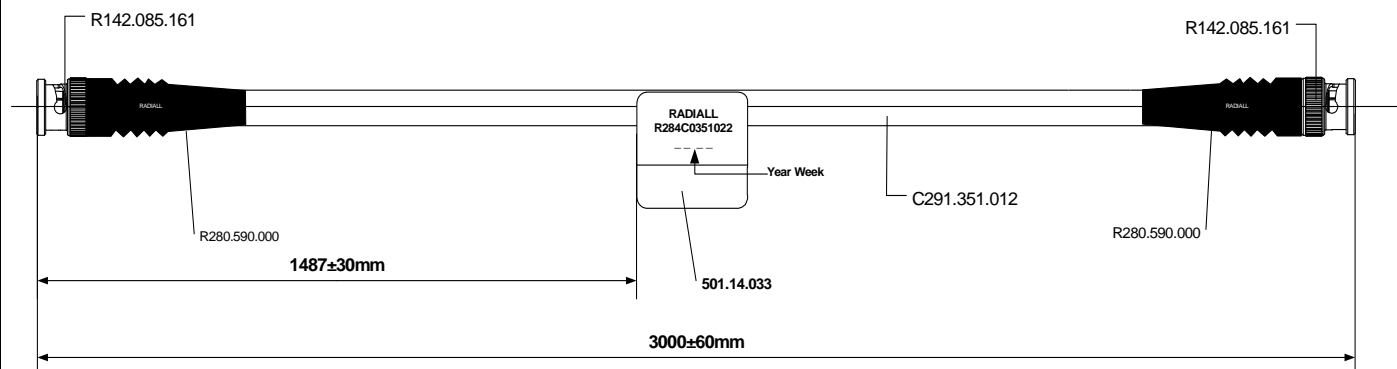 R142.085.161
R142.085.161
RADIALL
RADIALL
RADIALL
R284C0351022
Year Week
C291.351.012
R280.590.000
R280.590.000
1487±30mm
501.14.033
3000±60mm